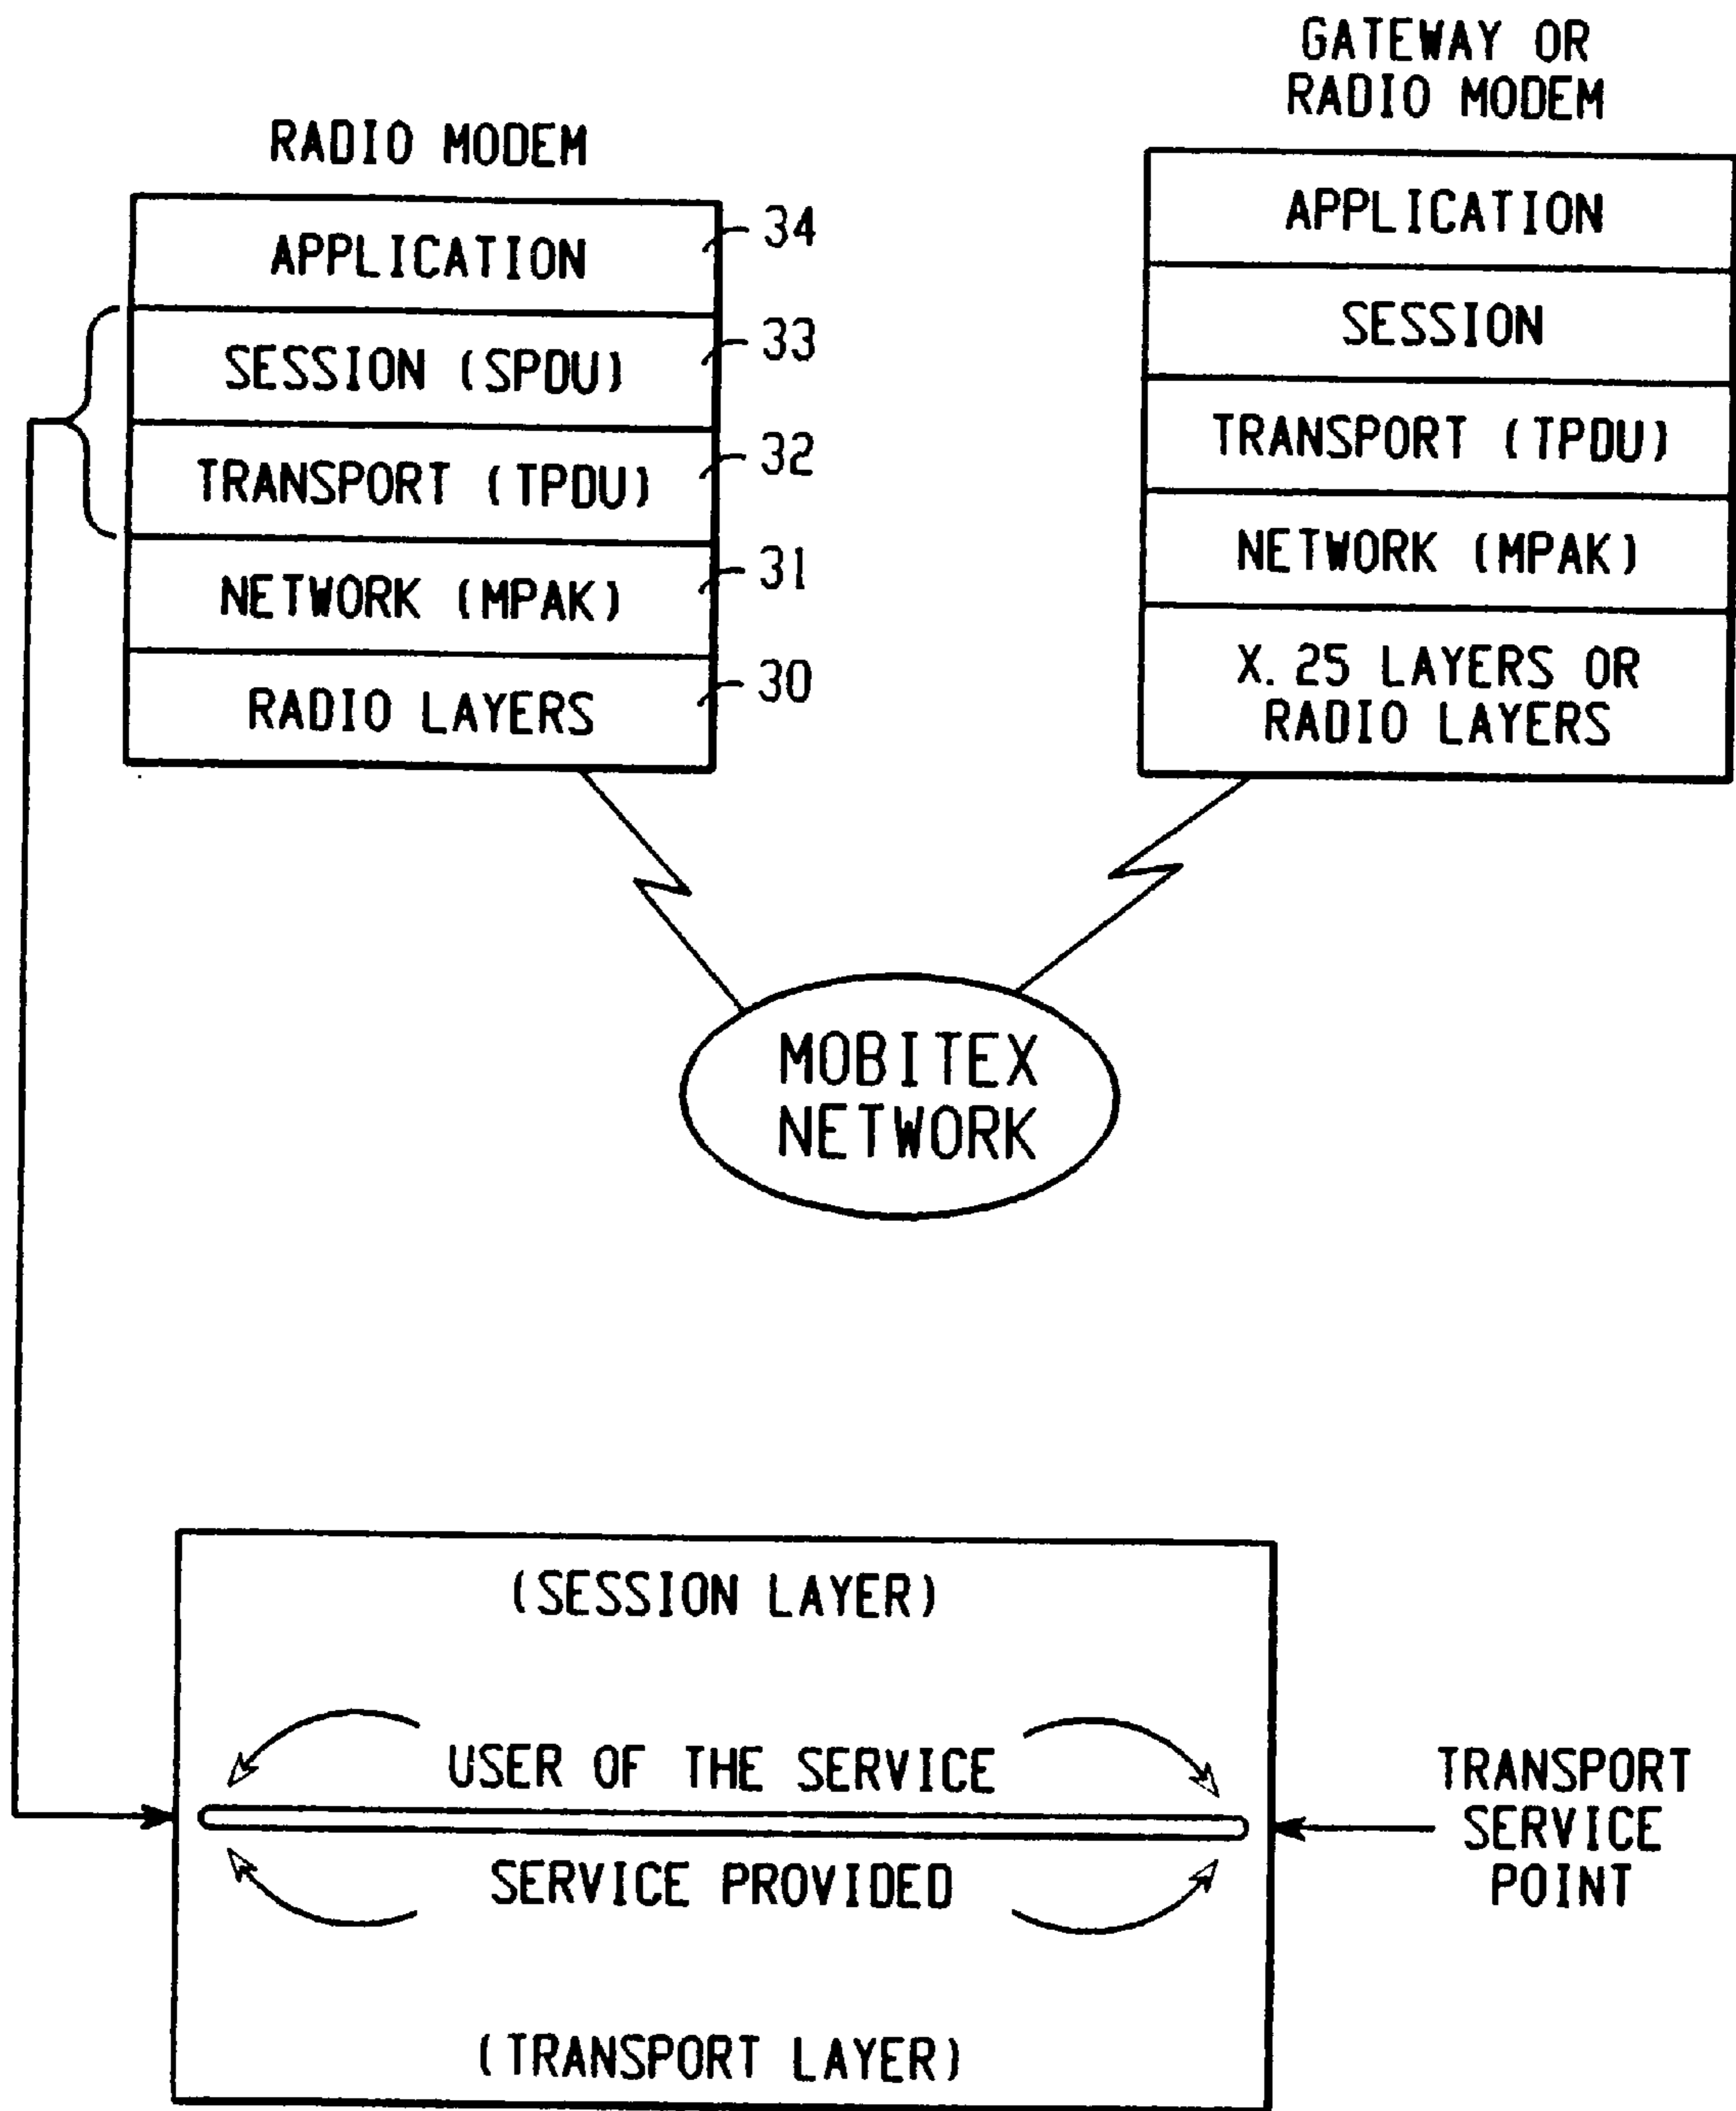 RADIO MODEM
APPLICATION
34
SESSION (SPDU)
33
TRANSPORT (TPDU)
32
NETWORK (MPAK)
31
RADIO LAYERS
30
GATEWAY OR
RADIO MODEM
APPLICATION
SESSION
TRANSPORT (TPDU)
NETWORK (MPAK)
X.25 LAYERS OR
RADIO LAYERS
MOBITEX
NETWORK
(SESSION LAYER)
USER OF THE SERVICE
SERVICE PROVIDED
(TRANSPORT LAYER)
TRANSPORT
SERVICE
POINT